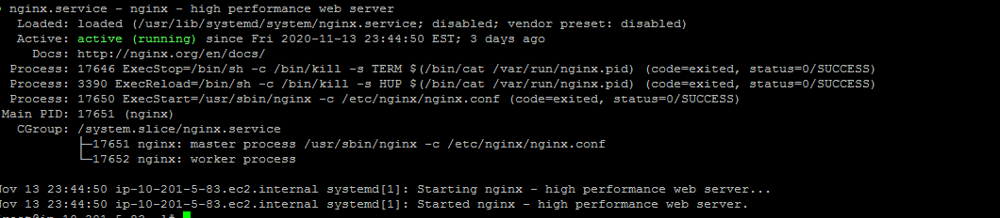 nginx.service - nginx - high performance web server
Loaded: loaded (/usr/lib/systemd/system/nginx.service; disabled; vendor preset: disabled)
Active: active (running) since Fri 2020-11-13 23:44:50 EST; 3 days ago
Docs: http://nginx.org/en/docs/
Process: 17646 ExecStop=/bin/sh -c /bin/kill -s TERM $(/bin/cat /var/run/nginx.pid) (code=exited, status=0/SUCCESS)
Process: 3390 ExecReload=/bin/sh -c /bin/kill -s HUP $(/bin/cat /var/run/nginx.pid) (code=exited, status=0/SUCCESS)
Process: 17650 ExecStart=/usr/sbin/nginx -c /etc/nginx/nginx.conf (code=exited, status=0/SUCCESS)
Main PID: 17651 (nginx)
CGroup: /system.slice/nginx.service
├─17651 nginx: master process /usr/sbin/nginx -c /etc/nginx/nginx.conf
└─17652 nginx: worker process
Nov 13 23:44:50 ip-10-201-5-83.ec2.internal systemd[1]: Starting nginx - high performance web server...
Nov 13 23:44:50 ip-10-201-5-83.ec2.internal systemd[1]: Started nginx - high performance web server.